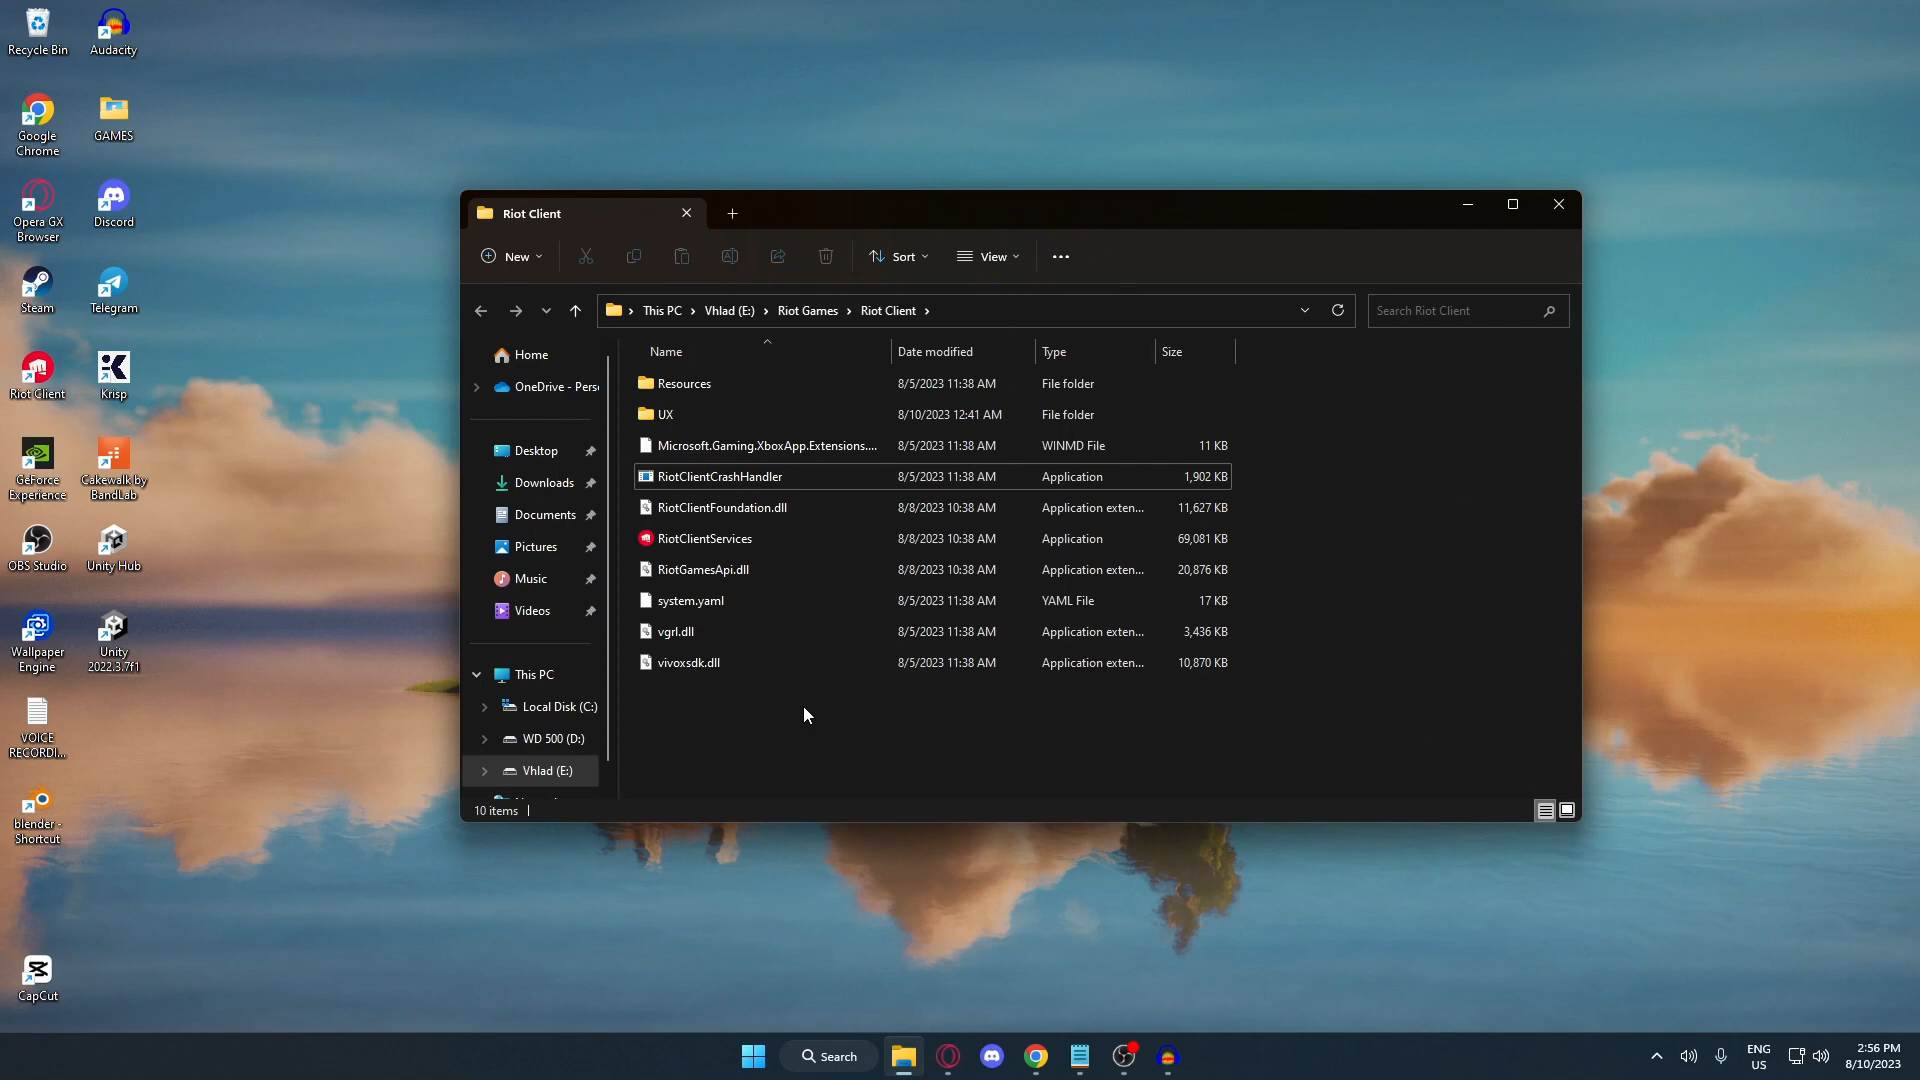 Recycle Bin
Audacity
Google Chrome
GAMES
Opera GX Browser
Discord
Steam
Telegram
Riot Client
Krisp
GeForce Experience
Cakewalk by BandLab
OBS Studio
Unity Hub
Wallpaper Engine
Unity 2022.3.7f1
VOICE RECORDI...
blender - Shortcut
CapCut
Riot Client
New
Sort
View
This PC > Vhlad (E:) > Riot Games > Riot Client >
Search Riot Client
Home
OneDrive - Pers
Desktop
Downloads
Documents
Pictures
Music
Videos
This PC
Local Disk (C:)
WD 500 (D:)
Vhlad (E:)
Name Date modified Type Size
Resources 8/5/2023 11:38 AM File folder
UX 8/10/2023 12:41 AM File folder
Microsoft.Gaming.XboxApp.Extensions.... 8/5/2023 11:38 AM WINMD File 11 KB
RiotClientCrashHandler 8/5/2023 11:38 AM Application 1,902 KB
RiotClientFoundation.dll 8/8/2023 10:38 AM Application exten... 11,627 KB
RiotClientServices 8/8/2023 10:38 AM Application 69,081 KB
RiotGamesApi.dll 8/8/2023 10:38 AM Application exten... 20,876 KB
system.yaml 8/5/2023 11:38 AM YAML File 17 KB
vgrl.dll 8/5/2023 11:38 AM Application exten... 3,436 KB
vivoxsdk.dll 8/5/2023 11:38 AM Application exten... 10,870 KB
10 items
Search
ENG
US
2:56 PM
8/10/2023